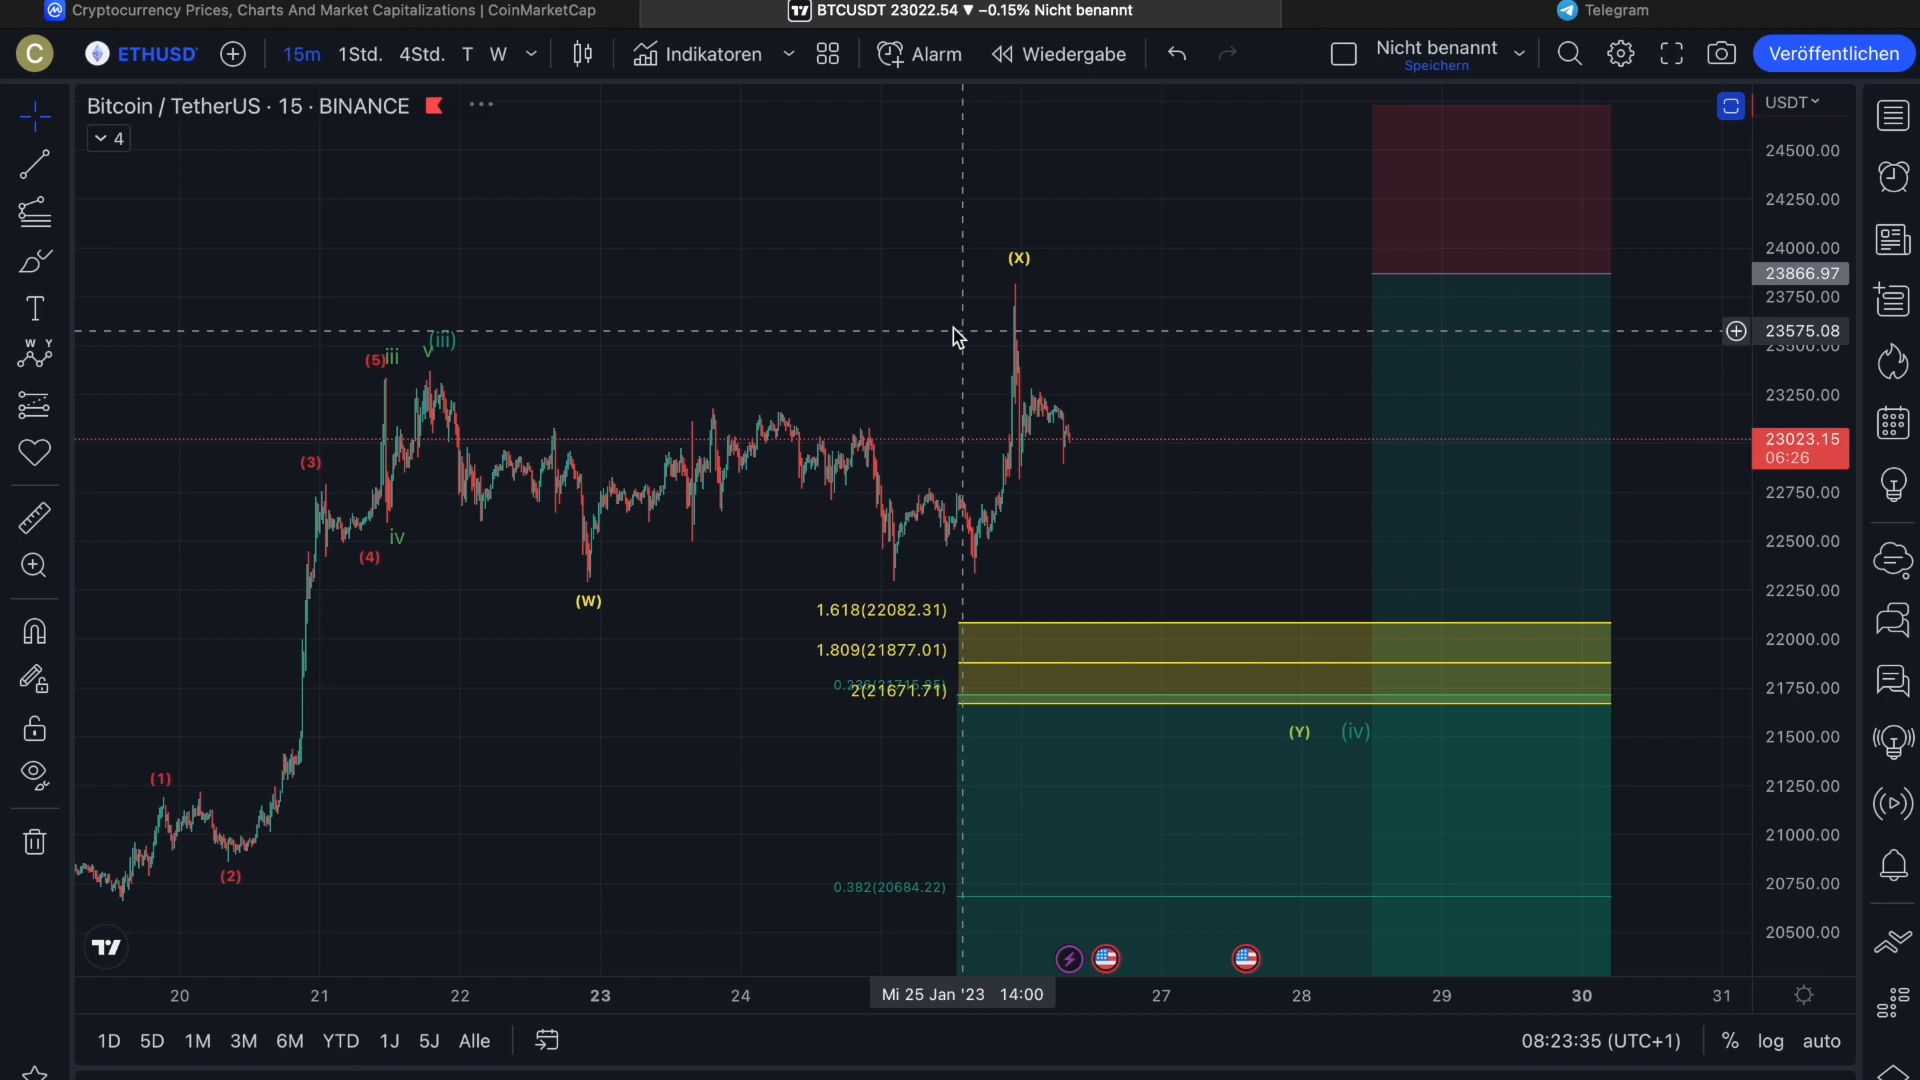 Cryptocurrency Prices, Charts And Market Capitalizations | CoinMarketCap
BTCUSDT 23022.54 ▼ −0.15% Nicht benannt
Telegram
C
ETHUSD
15m 1Std. 4Std. T W
Indikatoren
Alarm
Wiedergabe
Nicht benannt
Speichern
Veröffentlichen
Bitcoin / TetherUS · 15 · BINANCE
4
USDT
24500.00
24250.00
24000.00
23866.97
23750.00
23575.08
23500.00
23250.00
23023.15
06:26
22750.00
22500.00
22250.00
22000.00
21750.00
21500.00
21250.00
21000.00
20750.00
20500.00
(X)
(5) iii
v (iii)
(3)
iv
(4)
(W)
1.618(22082.31)
1.809(21877.01)
2(21671.71)
(Y) (iv)
(1)
(2)
0.382(20684.22)
20 21 22 23 24
Mi 25 Jan '23 14:00
27 28 29 30 31
1D 5D 1M 3M 6M YTD 1J 5J Alle
08:23:35 (UTC+1)
% log auto